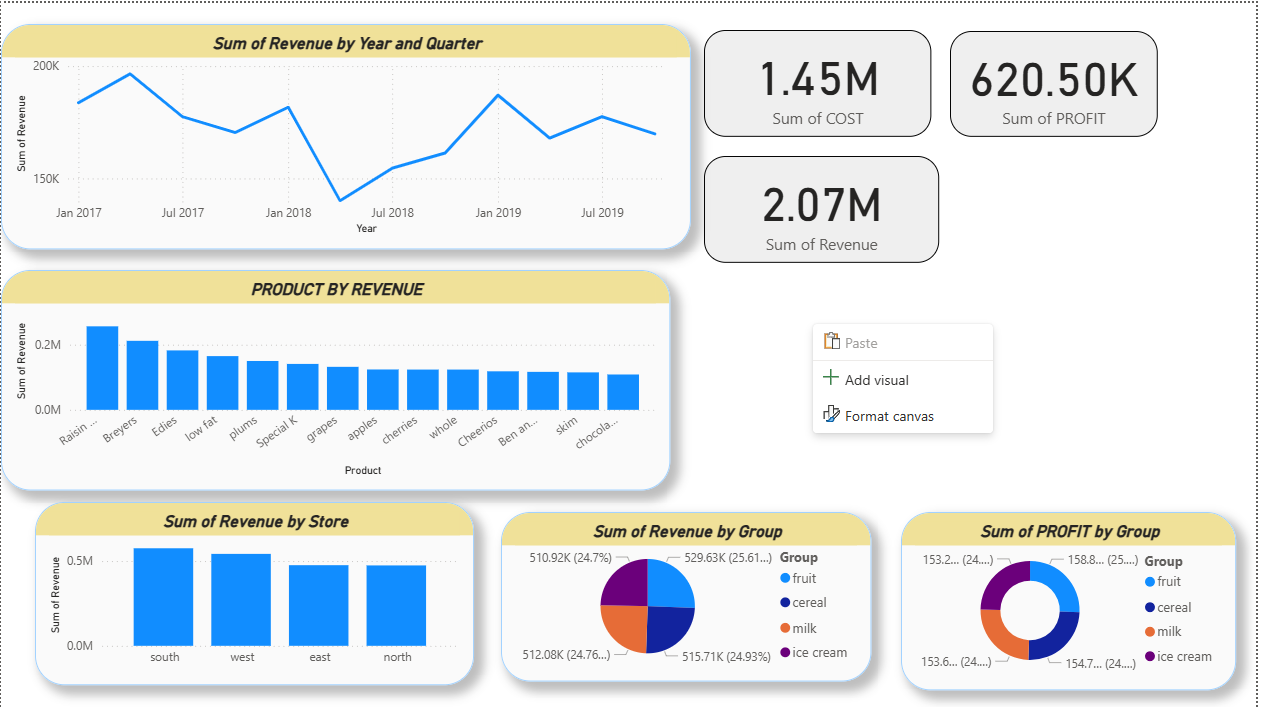 Sum of Revenue by Year and Quarter
200K
150K
Sum of Revenue
Jan 2017 Jul 2017 Jan 2018 Jul 2018 Jan 2019 Jul 2019
Year
1.45M
Sum of COST
620.50K
Sum of PROFIT
2.07M
Sum of Revenue
PRODUCT BY REVENUE
0.2M
0.0M
Sum of Revenue
Raisin ... Breyers Edies low fat plums Special K grapes apples cherries whole Cheerios Ben an... skim chocola...
Product
Paste
Add visual
Format canvas
Sum of Revenue by Store
0.5M
0.0M
Sum of Revenue
south west east north
Sum of Revenue by Group
510.92K (24.7%) 529.63K (25.61...)
512.08K (24.76...) 515.71K (24.93%)
Group
fruit
cereal
milk
ice cream
Sum of PROFIT by Group
153.2... (24....) 158.8... (25....)
153.6... (24....) 154.7... (24....)
Group
fruit
cereal
milk
ice cream